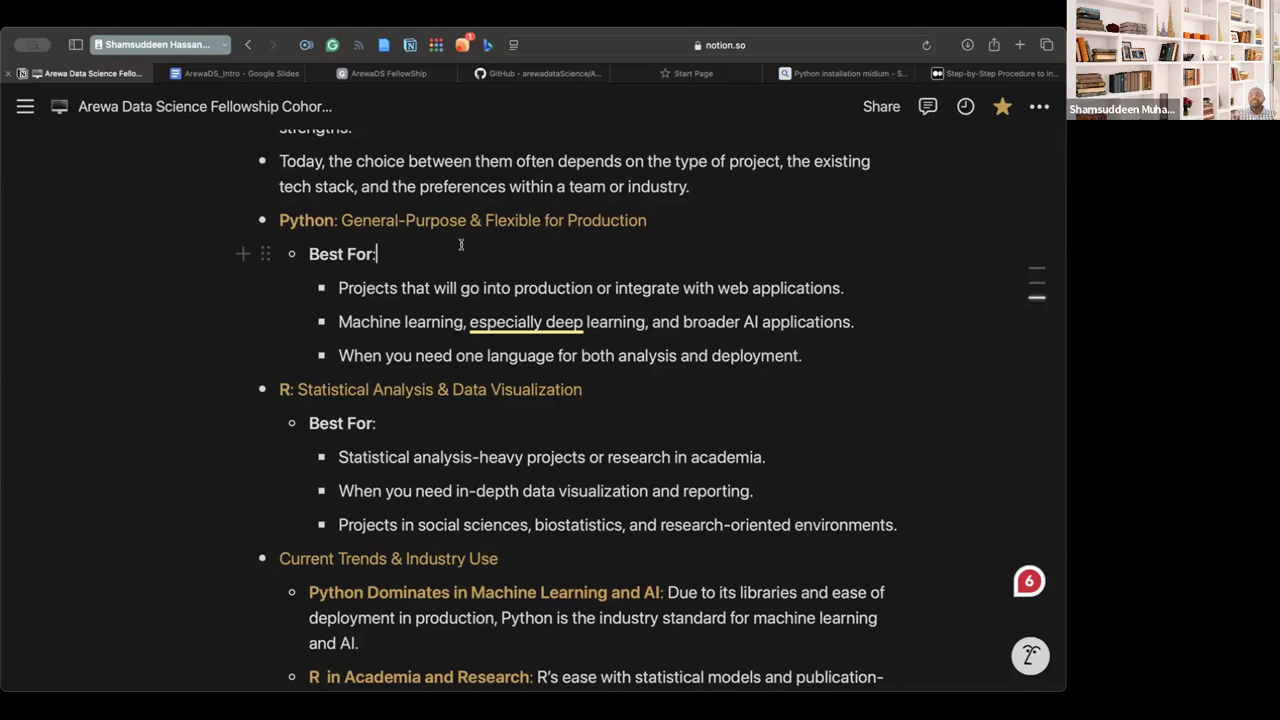 Shamsuddeen Hassan...
notion.so
1
Arewa Data Science Fello...
ArewaDS_Intro - Google Slides
ArewaDS FellowShip
GitHub - arewadataScience/A...
Start Page
Python installation midium - S...
Step-by-Step Procedure to In...
Arewa Data Science Fellowship Cohor...
Share
Shamsuddeen Muha...
strengths.
• Today, the choice between them often depends on the type of project, the existing
tech stack, and the preferences within a team or industry.
• Python: General-Purpose & Flexible for Production
◦ Best For:
▪ Projects that will go into production or integrate with web applications.
▪ Machine learning, especially deep learning, and broader AI applications.
▪ When you need one language for both analysis and deployment.
• R: Statistical Analysis & Data Visualization
◦ Best For:
▪ Statistical analysis-heavy projects or research in academia.
▪ When you need in-depth data visualization and reporting.
▪ Projects in social sciences, biostatistics, and research-oriented environments.
• Current Trends & Industry Use
◦ Python Dominates in Machine Learning and AI: Due to its libraries and ease of
deployment in production, Python is the industry standard for machine learning
and AI.
◦ R in Academia and Research: R's ease with statistical models and publication-
6